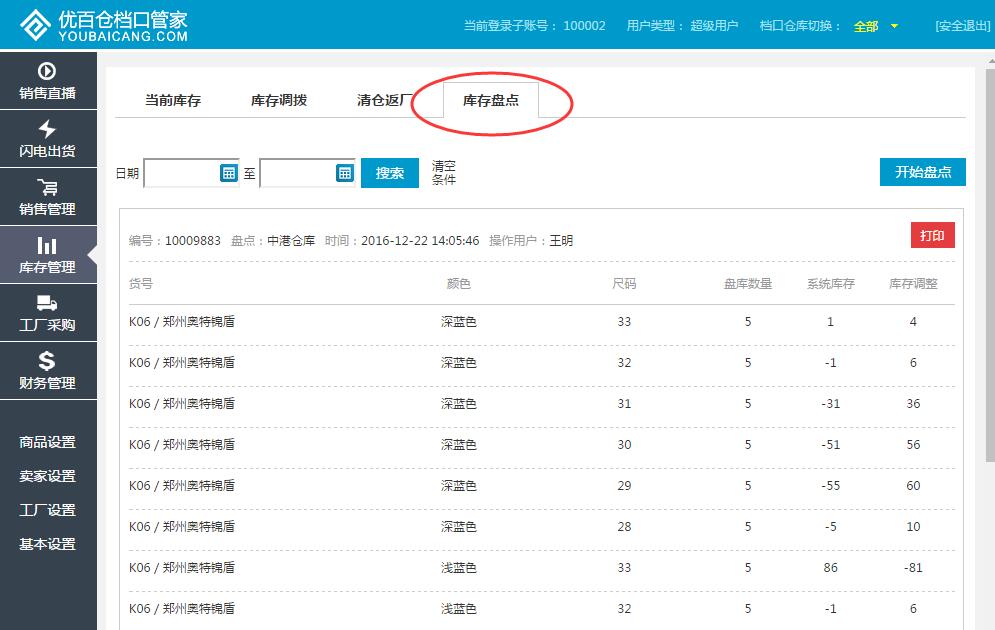 优百仓档口管家
YOUBAICANG.COM
当前登录子账号： 100002 用户类型： 超级用户 档口仓库切换： 全部 [安全退出]
销售直播
闪电出货
销售管理
库存管理
工厂采购
财务管理
商品设置
卖家设置
工厂设置
基本设置
当前库存 库存调拨 清仓返厂 库存盘点
日期 至 搜索 清空
条件
开始盘点
编号：10009883 盘点：中港仓库 时间：2016-12-22 14:05:46 操作用户：王明 打印
货号 颜色 尺码 盘库数量 系统库存 库存调整
K06 / 郑州奥特锦盾 深蓝色 33 5 1 4
K06 / 郑州奥特锦盾 深蓝色 32 5 -1 6
K06 / 郑州奥特锦盾 深蓝色 31 5 -31 36
K06 / 郑州奥特锦盾 深蓝色 30 5 -51 56
K06 / 郑州奥特锦盾 深蓝色 29 5 -55 60
K06 / 郑州奥特锦盾 深蓝色 28 5 -5 10
K06 / 郑州奥特锦盾 浅蓝色 33 5 86 -81
K06 / 郑州奥特锦盾 浅蓝色 32 5 -1 6